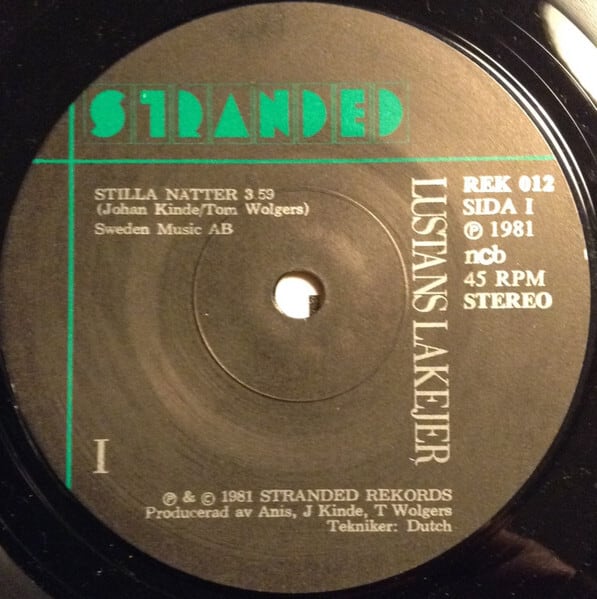 STRANDED
STILLA NÄTTER 3.59
(Johan Kinde/Tom Wolgers)
Sweden Music AB
REK 012
SIDA I
Ⓟ 1981
ncb
45 RPM
STEREO
LUSTANS LAKEJER
I
Ⓟ & © 1981 STRANDED REKORDS
Producerad av Anis, J Kinde, T Wolgers
Tekniker: Dutch